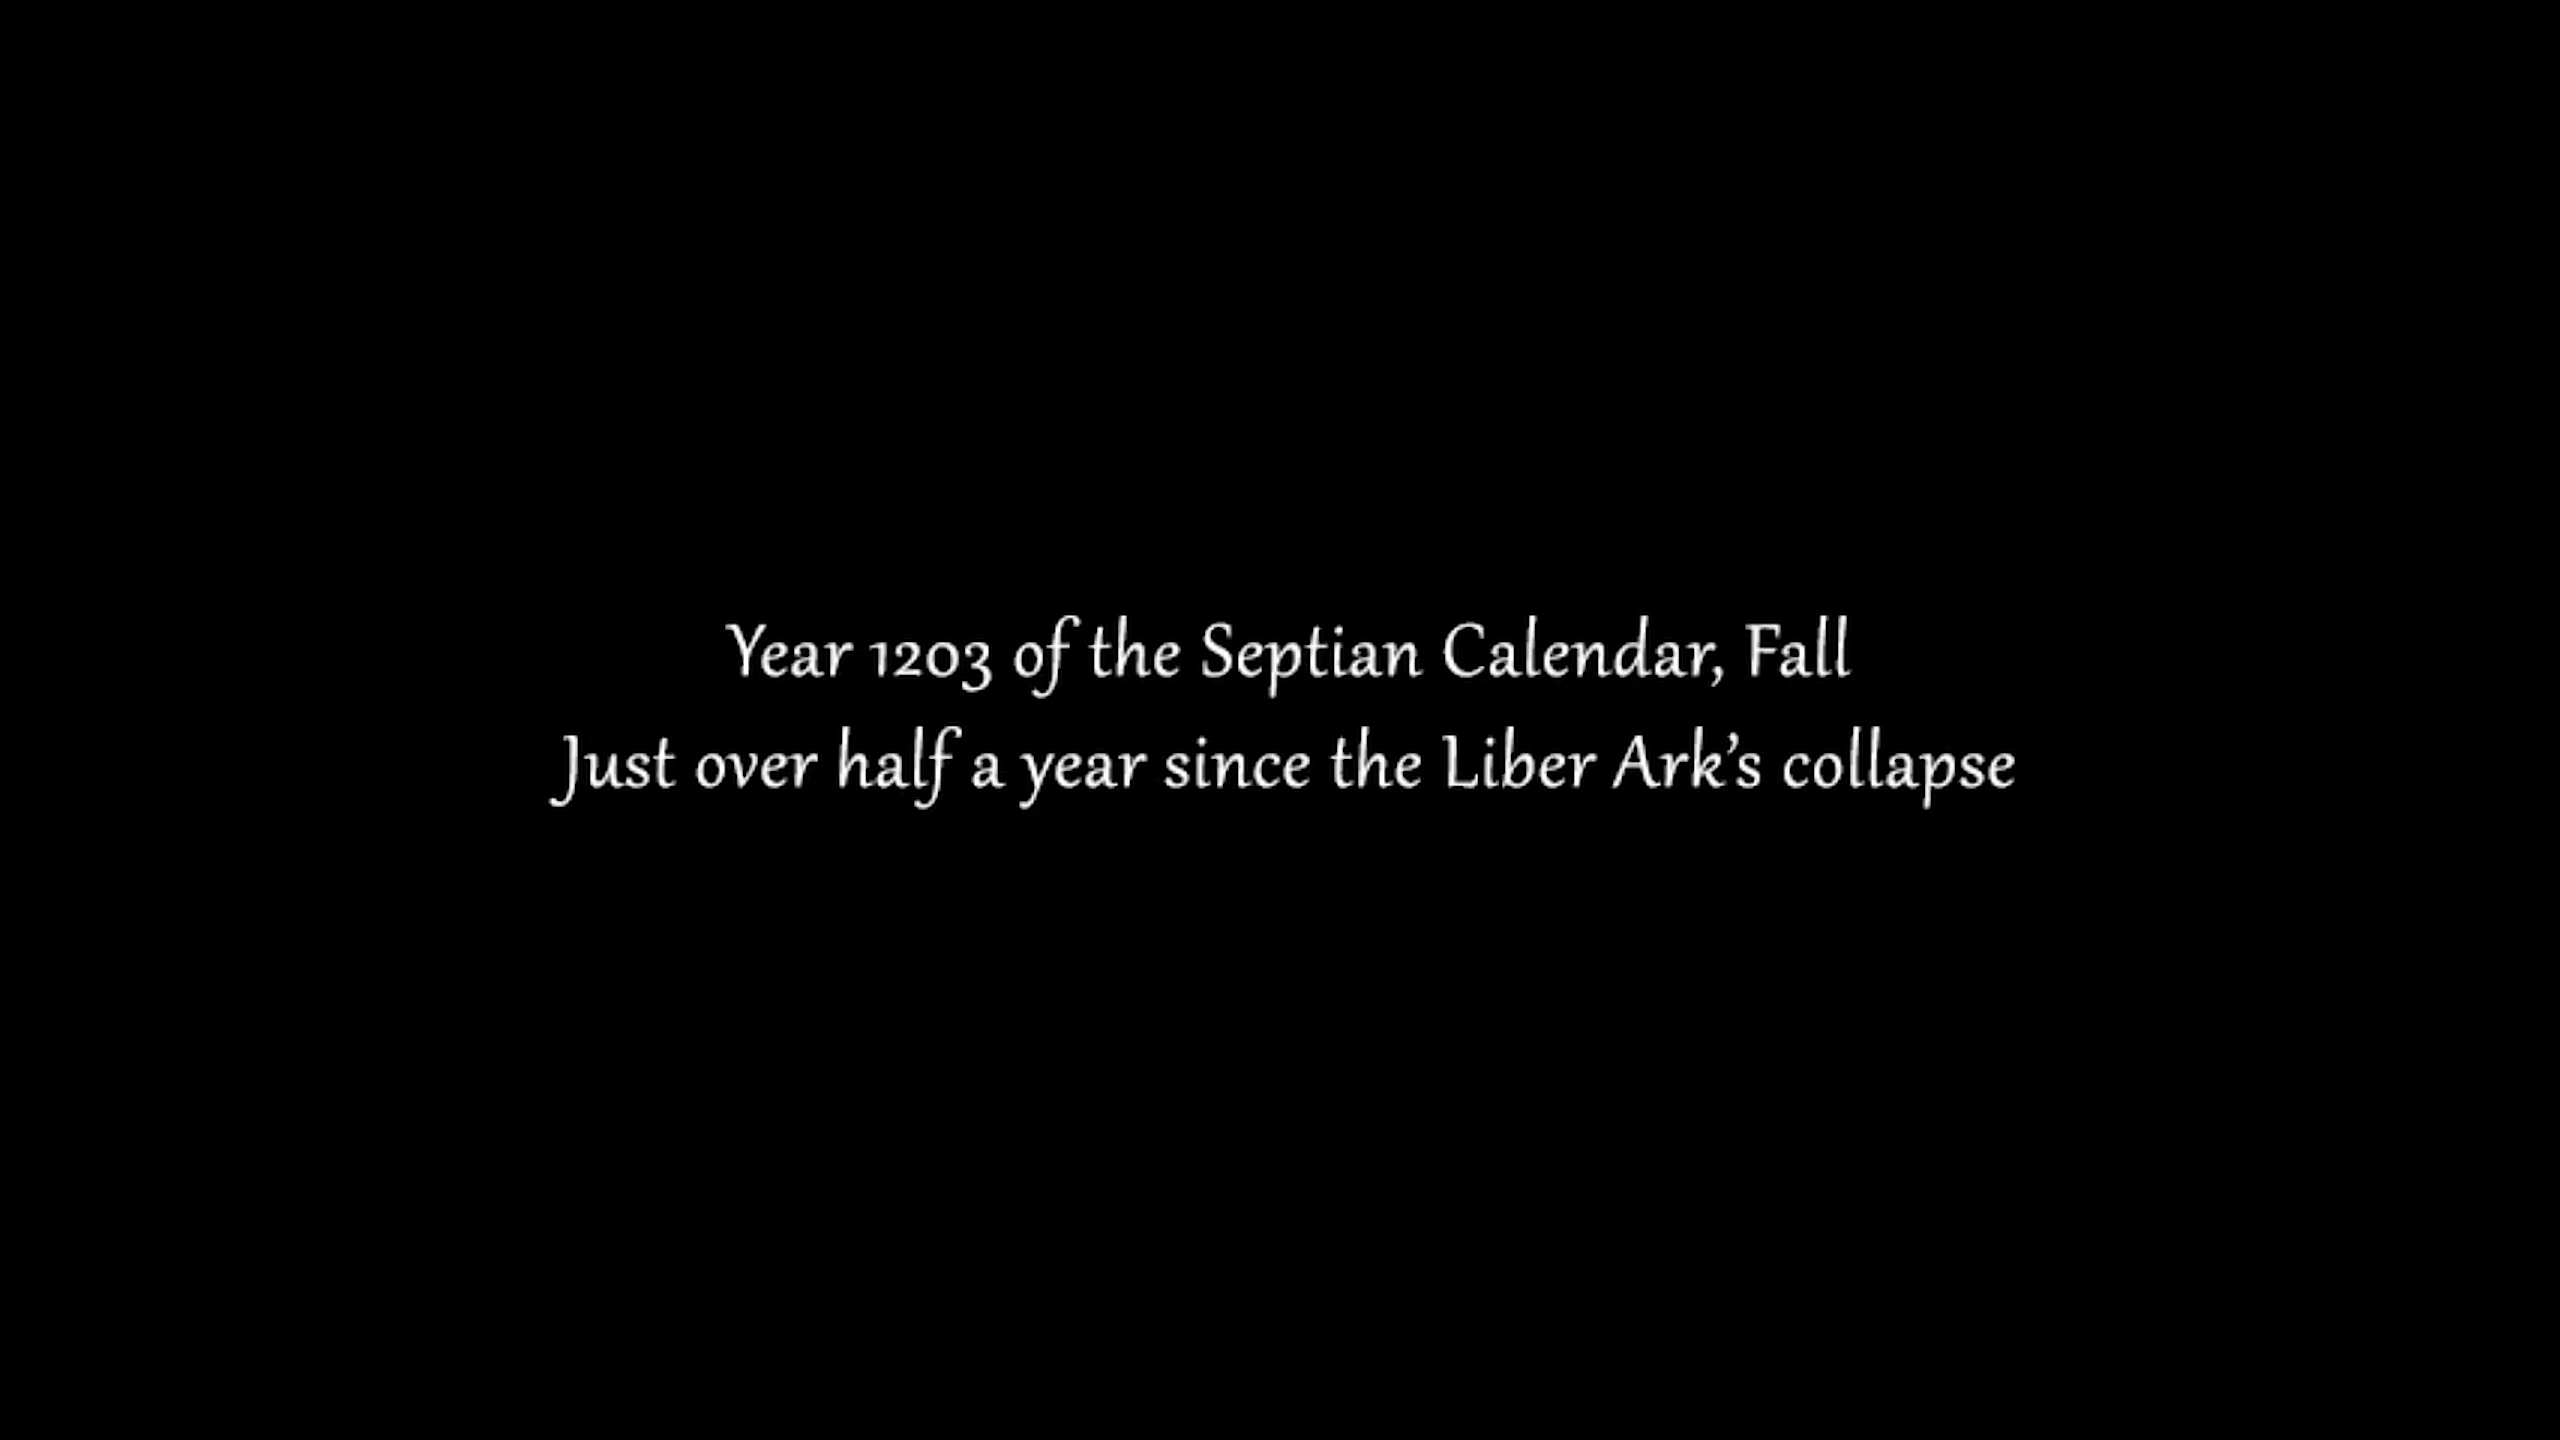 Year 1203 of the Septian Calendar, Fall
Just over half a year since the Liber Ark’s collapse